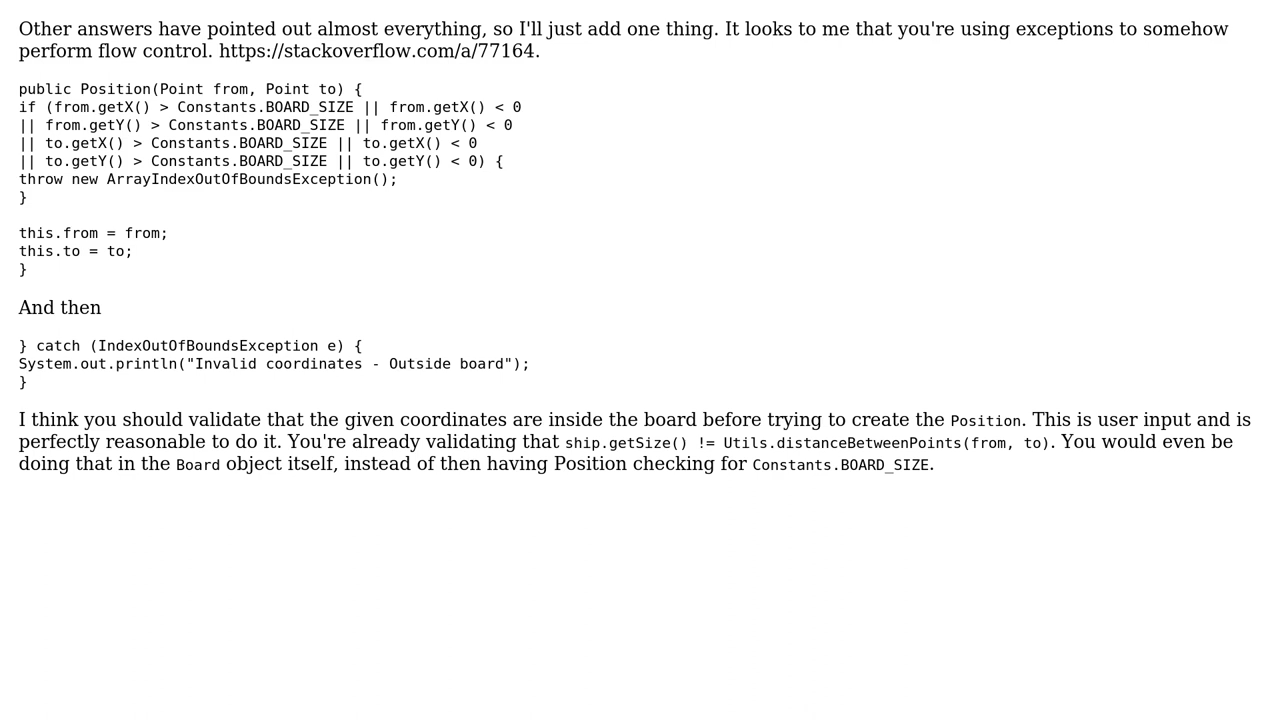 Other answers have pointed out almost everything, so I'll just add one thing. It looks to me that you're using exceptions to somehow
perform flow control. https://stackoverflow.com/a/77164.
public Position(Point from, Point to) {
if (from.getX() > Constants.BOARD_SIZE || from.getX() < 0
|| from.getY() > Constants.BOARD_SIZE || from.getY() < 0
|| to.getX() > Constants.BOARD_SIZE || to.getX() < 0
|| to.getY() > Constants.BOARD_SIZE || to.getY() < 0) {
throw new ArrayIndexOutOfBoundsException();
}
this.from = from;
this.to = to;
}
And then
} catch (IndexOutOfBoundsException e) {
System.out.println("Invalid coordinates - Outside board");
}
I think you should validate that the given coordinates are inside the board before trying to create the Position. This is user input and is
perfectly reasonable to do it. You're already validating that ship.getSize() != Utils.distanceBetweenPoints(from, to). You would even be
doing that in the Board object itself, instead of then having Position checking for Constants.BOARD_SIZE.